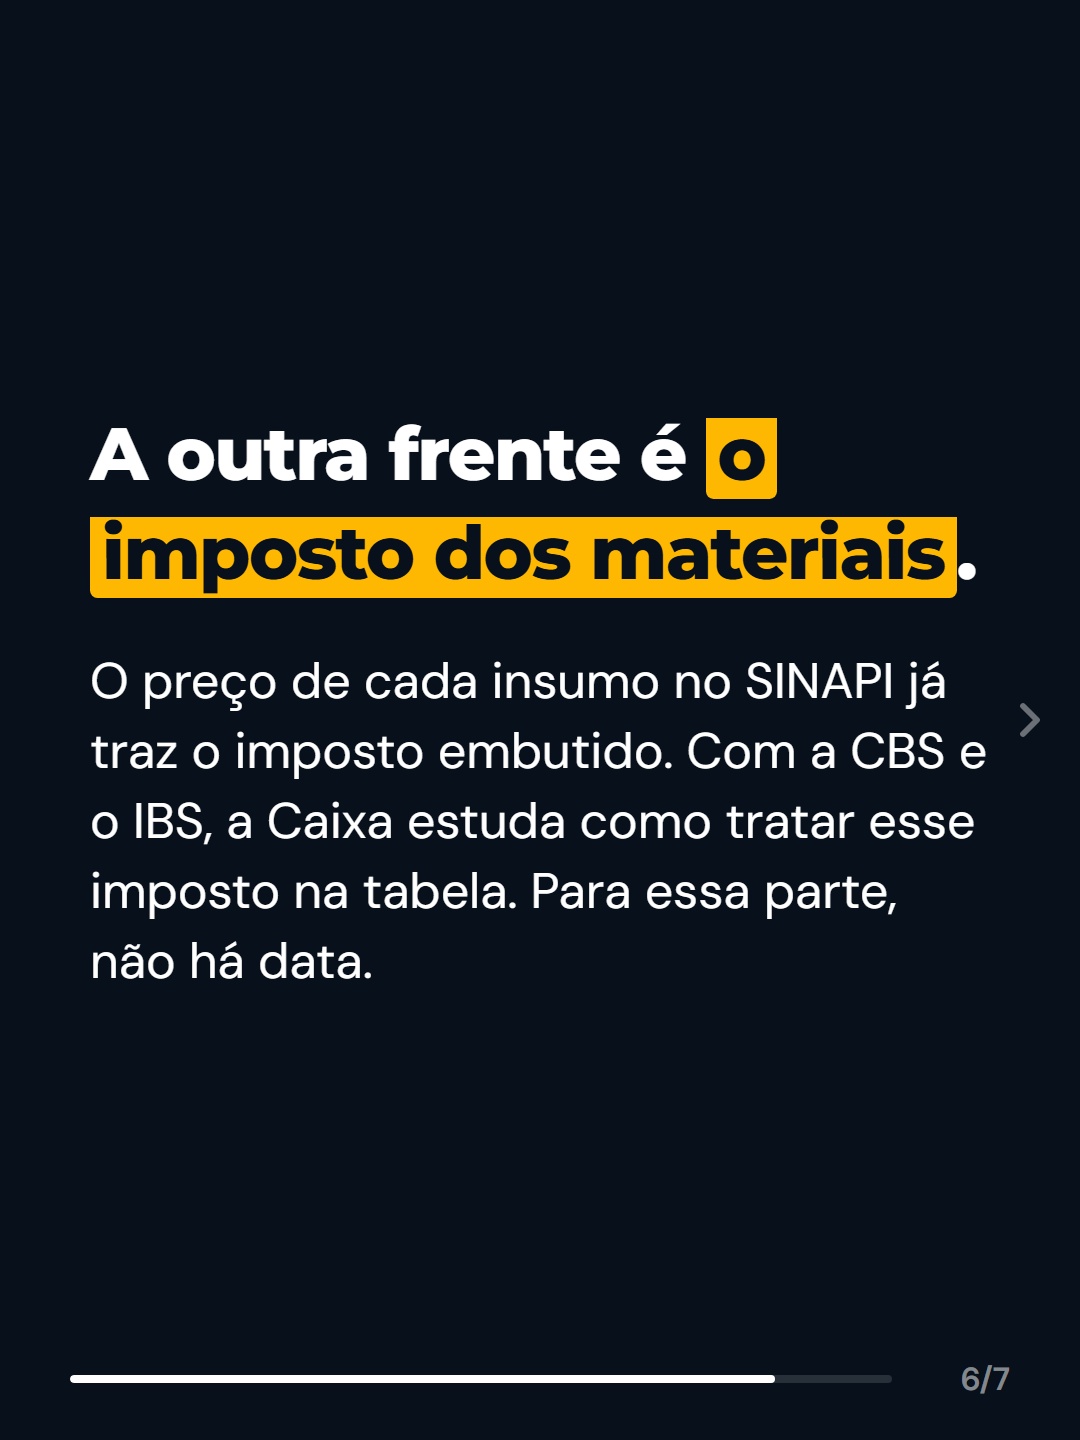 A outra frente é o
imposto dos materiais.
O preço de cada insumo no SINAPI já
traz o imposto embutido. Com a CBS e
o IBS, a Caixa estuda como tratar esse
imposto na tabela. Para essa parte,
não há data.
6/7